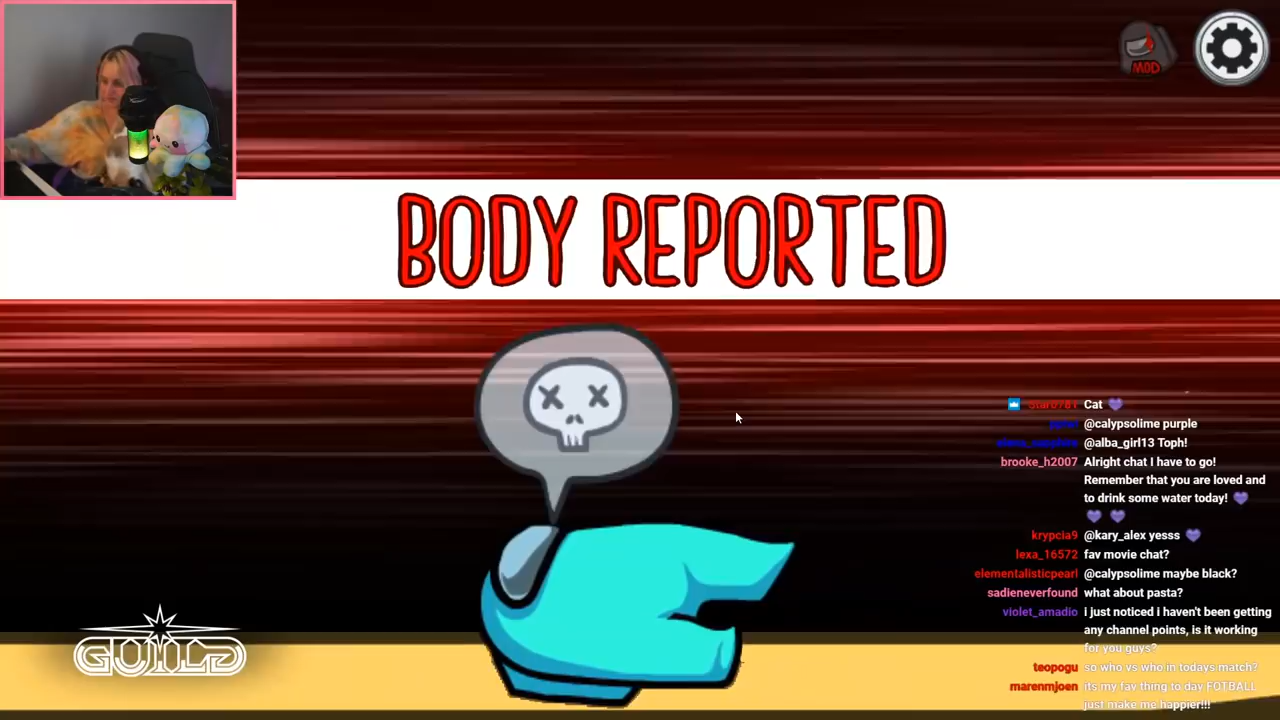 MOD
BODY REPORTED
Cat
@calypsolime purple
@alba_girl13 Toph!
brooke_h2007 Alright chat I have to go!
Remember that you are loved and
to drink some water today!
krypcia9 @kary_alex yesss
lexa_16572 fav movie chat?
elementalisticpearl @calypsolime maybe black?
sadieneverfound what about pasta?
violet_amadio i just noticed i haven't been getting
any channel points, is it working
for you guys?
teopogu so who vs who in todays match?
marenmjoen its my fav thing to day FOTBALL
just make me happier!!!
GUILD